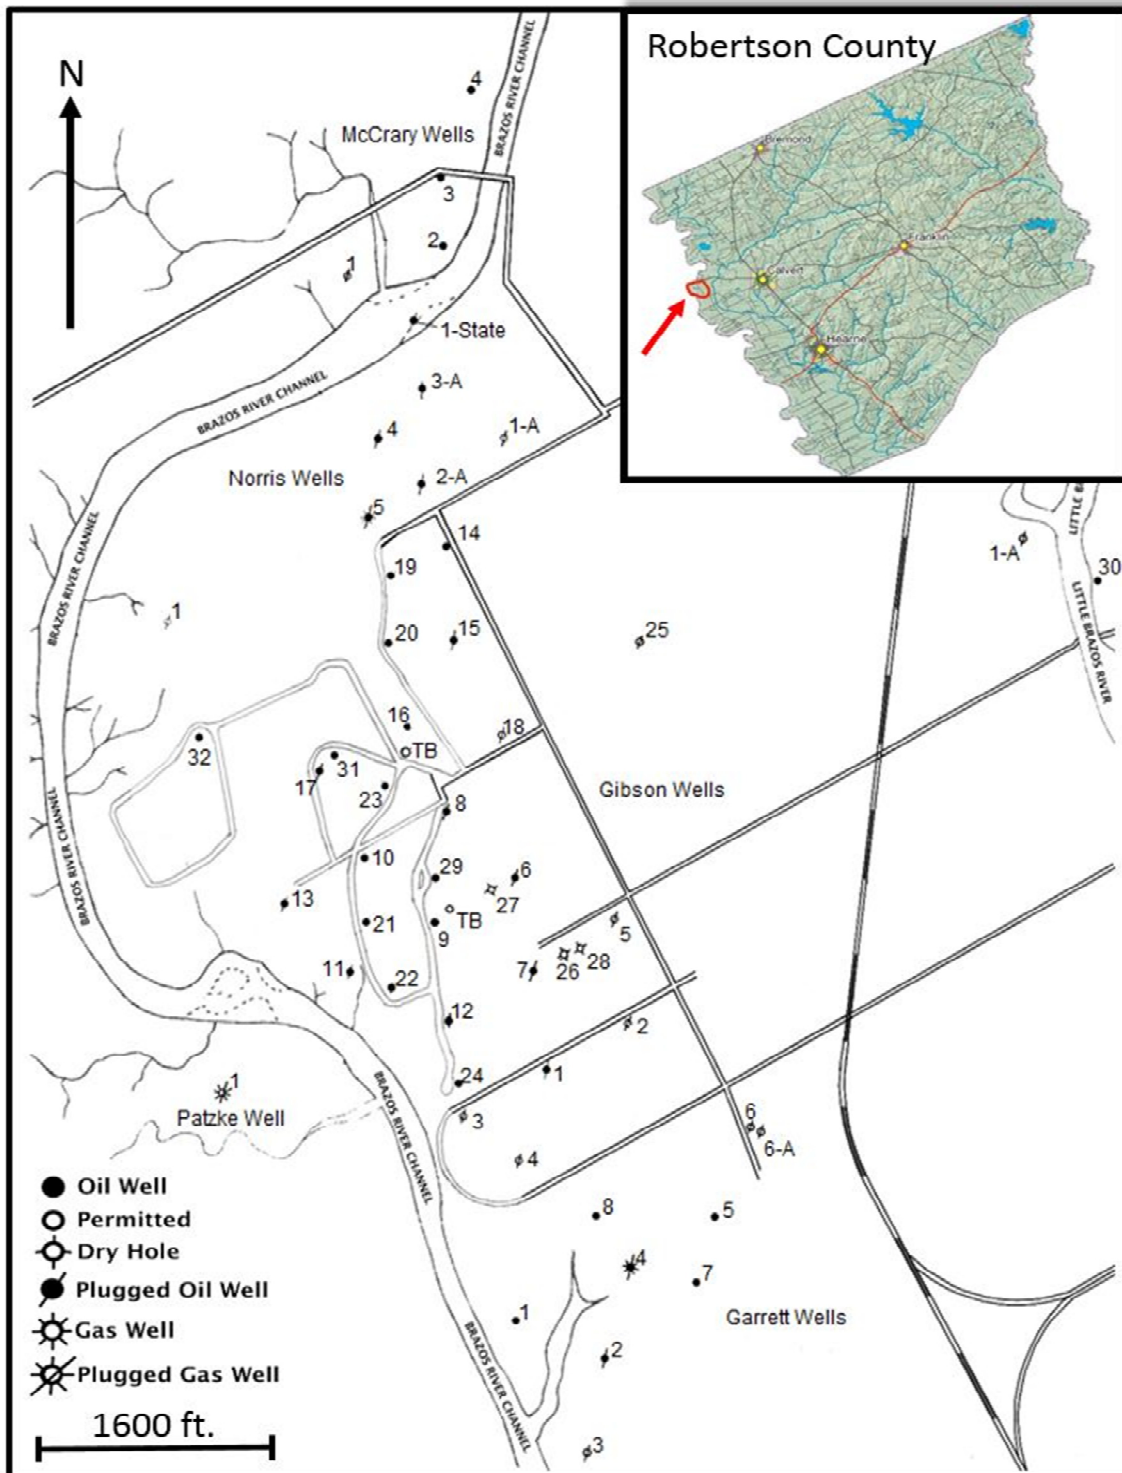 Robertson County
Bremond
Franklin
Calvert
Hearne
N
4
McCrary Wells
BRAZOS RIVER CHANNEL
3
2
1
1-State
3-A
BRAZOS RIVER CHANNEL
4
1-A
Norris Wells
2-A
5
14
1-A
LITTLE
30
19
BRAZOS RIVER CHANNEL
1
20
15
25
LITTLE BRAZOS RIVER
16
18
TB
32
31
17
23
Gibson Wells
8
BRAZOS RIVER CHANNEL
10
29
6
27
13
TB
21
9
5
28
26
11
7
22
12
2
24
1
1
Patzke Well
BRAZOS RIVER CHANNEL
3
6
6-A
4
8
5
4
7
1
Garrett Wells
2
BRAZOS RIVER CHANNEL
3
Oil Well
Permitted
Dry Hole
Plugged Oil Well
Gas Well
Plugged Gas Well
1600 ft.